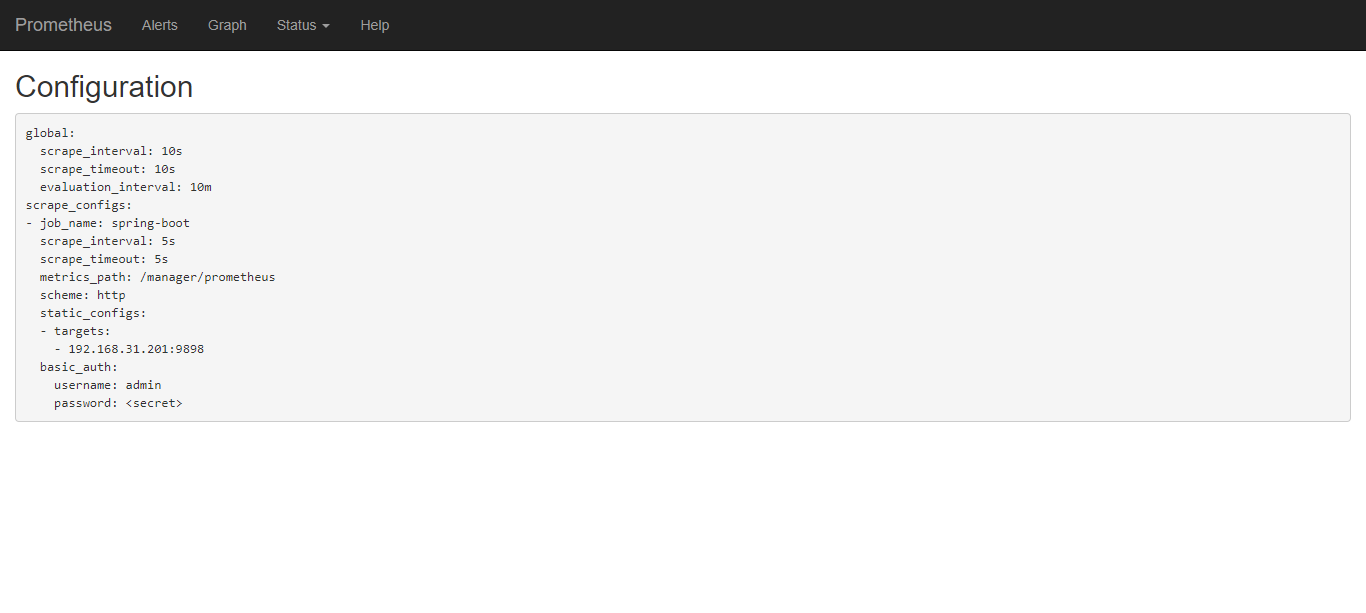 Prometheus Alerts Graph Status Help
Configuration
global:
  scrape_interval: 10s
  scrape_timeout: 10s
  evaluation_interval: 10m
scrape_configs:
- job_name: spring-boot
  scrape_interval: 5s
  scrape_timeout: 5s
  metrics_path: /manager/prometheus
  scheme: http
  static_configs:
  - targets:
    - 192.168.31.201:9898
  basic_auth:
    username: admin
    password: <secret>